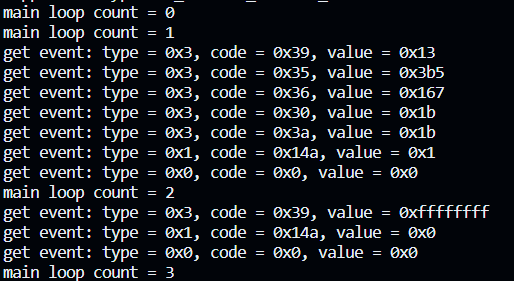 main loop count = 0
main loop count = 1
get event: type = 0x3, code = 0x39, value = 0x13
get event: type = 0x3, code = 0x35, value = 0x3b5
get event: type = 0x3, code = 0x36, value = 0x167
get event: type = 0x3, code = 0x30, value = 0x1b
get event: type = 0x3, code = 0x3a, value = 0x1b
get event: type = 0x1, code = 0x14a, value = 0x1
get event: type = 0x0, code = 0x0, value = 0x0
main loop count = 2
get event: type = 0x3, code = 0x39, value = 0xffffffff
get event: type = 0x1, code = 0x14a, value = 0x0
get event: type = 0x0, code = 0x0, value = 0x0
main loop count = 3